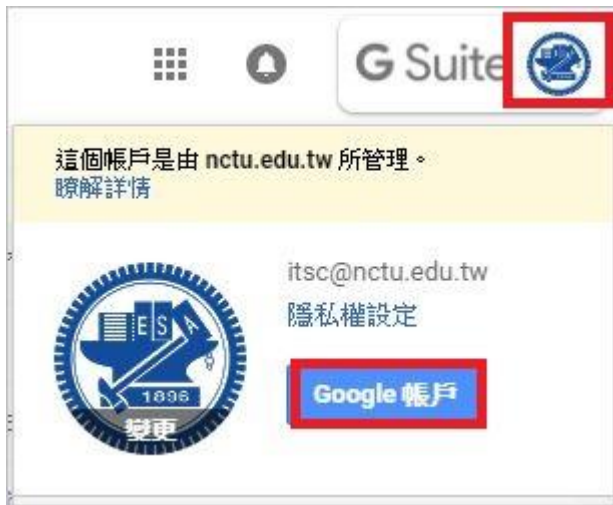 G Suite
這個帳戶是由 nctu.edu.tw 所管理。
瞭解詳情
itsc@nctu.edu.tw
隱私權設定
Google 帳戶
E S A
1896
變更